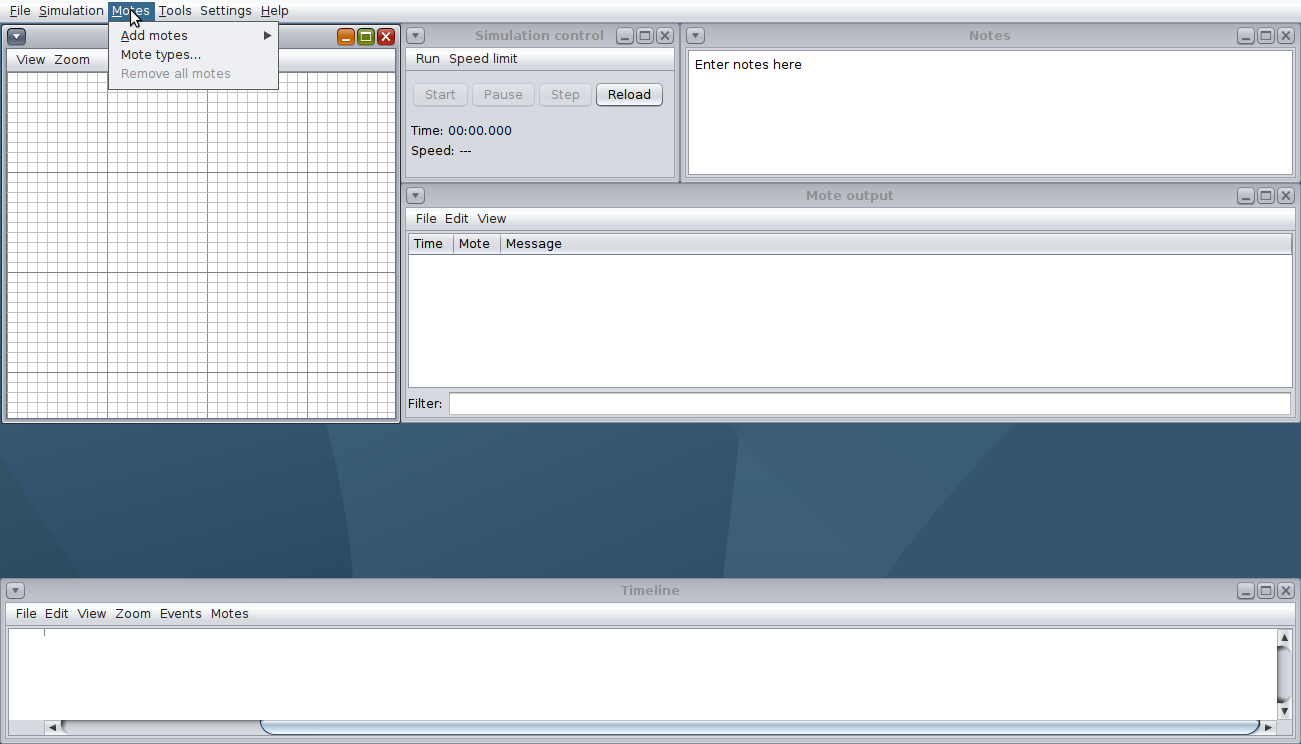 File Simulation Motes Tools Settings Help
Add motes
Mote types...
Remove all motes
View Zoom
Simulation control
Run Speed limit
Start Pause Step Reload
Time: 00:00.000
Speed: ---
Notes
Enter notes here
Mote output
File Edit View
Time Mote Message
Filter:
Timeline
File Edit View Zoom Events Motes